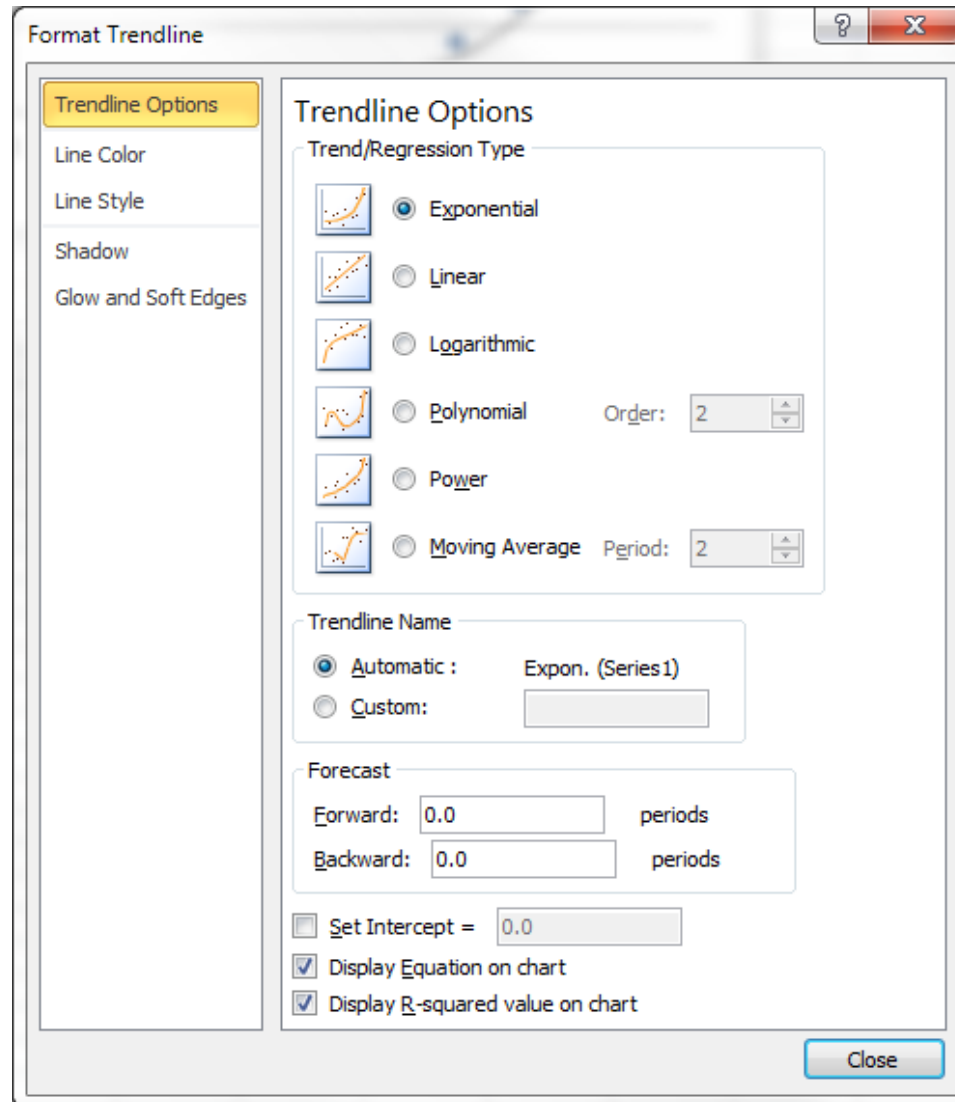 Format Trendline
Trendline Options
Line Color
Line Style
Shadow
Glow and Soft Edges
Trendline Options
Trend/Regression Type
Exponential
Linear
Logarithmic
Polynomial Order: 2
Power
Moving Average Period: 2
Trendline Name
Automatic : Expon. (Series1)
Custom:
Forecast
Forward: 0.0 periods
Backward: 0.0 periods
Set Intercept = 0.0
Display Equation on chart
Display R-squared value on chart
Close